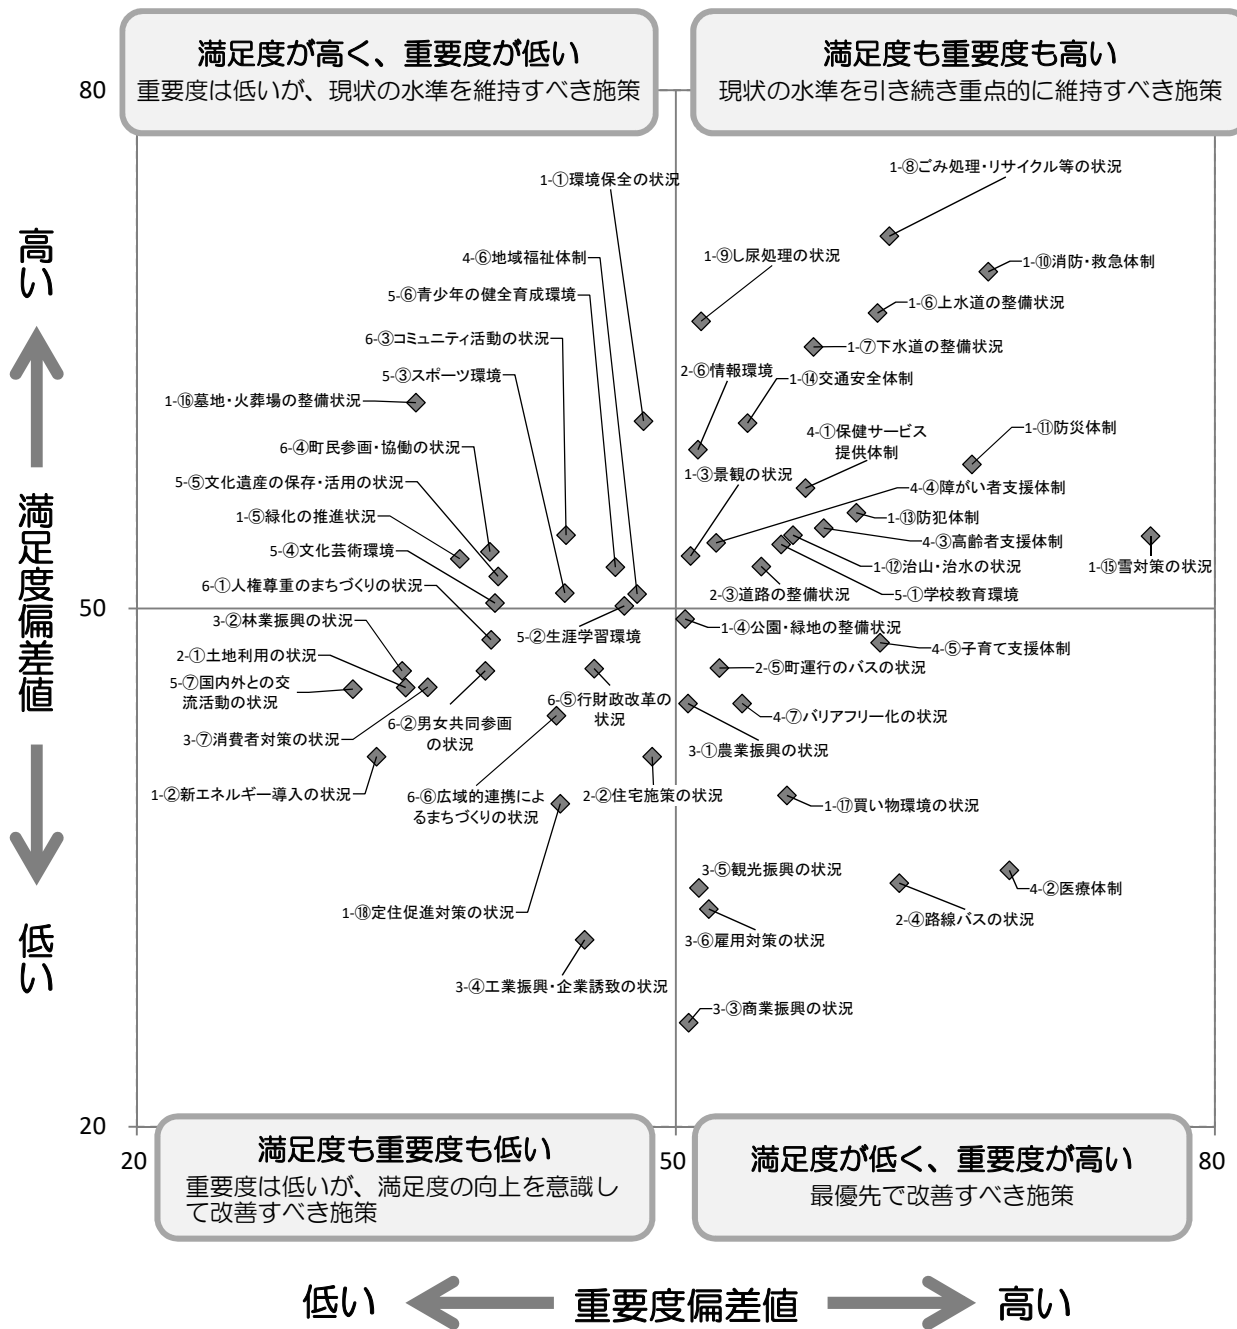 満足度が高く、重要度が低い
重要度は低いが、現状の水準を維持すべき施策
満足度も重要度も高い
現状の水準を引き続き重点的に維持すべき施策
80
1-⑧ごみ処理・リサイクル等の状況
1-①環境保全の状況
1-⑨し尿処理の状況
4-⑥地域福祉体制
1-⑩消防・救急体制
5-⑥青少年の健全育成環境
1-⑥上水道の整備状況
6-③コミュニティ活動の状況
1-⑦下水道の整備状況
2-⑥情報環境
5-③スポーツ環境
1-⑭交通安全体制
1-⑯墓地・火葬場の整備状況
4-①保健サービス
提供体制
1-⑪防災体制
6-④町民参画・協働の状況
1-③景観の状況
5-⑤文化遺産の保存・活用の状況
4-④障がい者支援体制
1-⑤緑化の推進状況
1-⑬防犯体制
4-③高齢者支援体制
5-④文化芸術環境
1-⑫治山・治水の状況
1-⑮雪対策の状況
6-①人権尊重のまちづくりの状況
2-③道路の整備状況
5-①学校教育環境
50
3-②林業振興の状況
5-②生涯学習環境
1-④公園・緑地の整備状況
4-⑤子育て支援体制
2-①土地利用の状況
2-⑤町運行のバスの状況
5-⑦国内外との交
流活動の状況
6-⑤行財政改革の
状況
4-⑦バリアフリー化の状況
6-②男女共同参画
の状況
3-⑦消費者対策の状況
3-①農業振興の状況
1-②新エネルギー導入の状況
6-⑥広域的連携によ
るまちづくりの状況
2-②住宅施策の状況
1-⑰買い物環境の状況
3-⑤観光振興の状況
4-②医療体制
1-⑱定住促進対策の状況
2-④路線バスの状況
3-⑥雇用対策の状況
3-④工業振興・企業誘致の状況
3-③商業振興の状況
高い
満足度偏差値
低い
20
20
50
80
満足度も重要度も低い
重要度は低いが、満足度の向上を意識し
て改善すべき施策
満足度が低く、重要度が高い
最優先で改善すべき施策
低い
重要度偏差値
高い